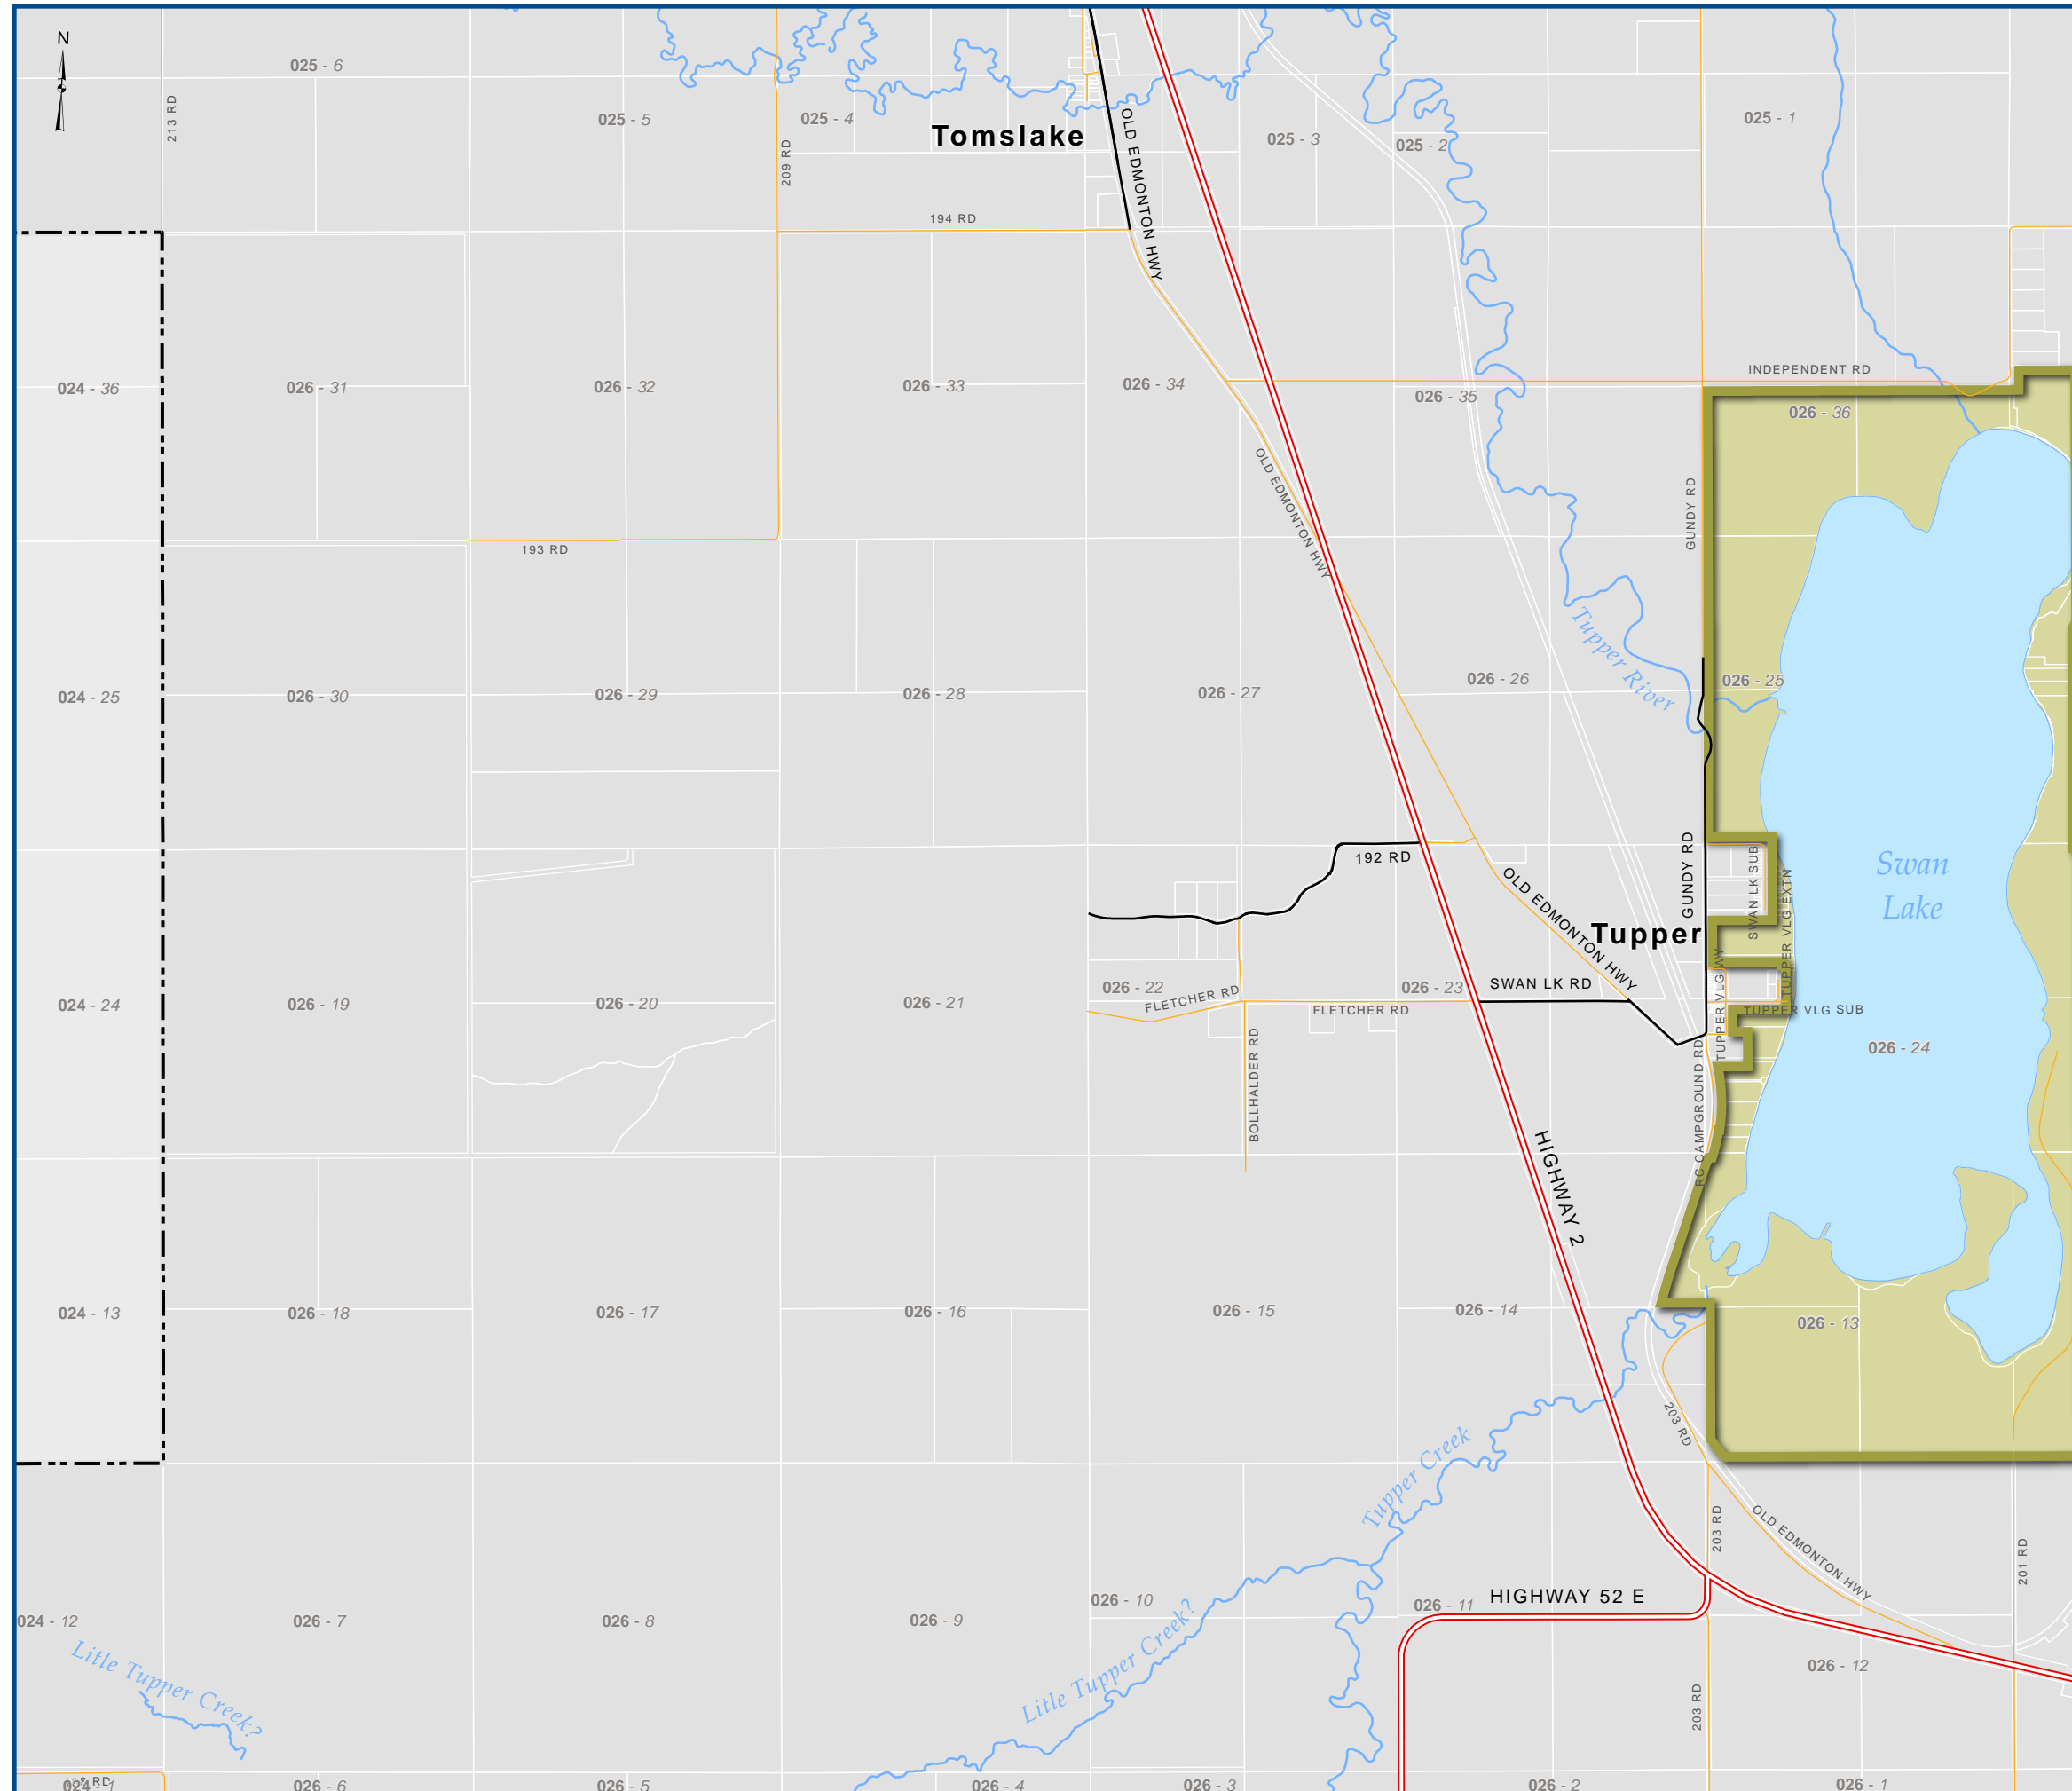 N
025 - 6
213 RD
025 - 5
025 - 4
209 RD
Tomslake
OLD EDMONTON HWY
025 - 3
025 - 2
025 - 1
194 RD
INDEPENDENT RD
024 - 36
026 - 31
026 - 32
026 - 33
026 - 34
026 - 35
026 - 36
OLD EDMONTON HWY
GUNDY RD
193 RD
Tupper River
024 - 25
026 - 30
026 - 29
026 - 28
026 - 27
026 - 26
026 - 25
192 RD
OLD EDMONTON HWY
GUNDY RD
SWAN LK SUB
TUPPER VLG EXTN
Swan
Lake
Tupper
024 - 24
026 - 19
026 - 20
026 - 21
026 - 22
FLETCHER RD
026 - 23
SWAN LK RD
FLETCHER RD
TUPPER VLG WY
TUPPER VLG SUB
026 - 24
BOLLHALDER RD
RC CAMPGROUND RD
HIGHWAY 2
024 - 13
026 - 18
026 - 17
026 - 16
026 - 15
026 - 14
026 - 13
203 RD
Tupper Creek
203 RD
OLD EDMONTON HWY
201 RD
024 - 12
026 - 7
026 - 8
026 - 9
026 - 10
026 - 11
HIGHWAY 52 E
026 - 12
Litle Tupper Creek?
Litle Tupper Creek?
203 RD
RD
024 - 1
026 - 6
026 - 5
026 - 4
026 - 3
026 - 2
026 - 1